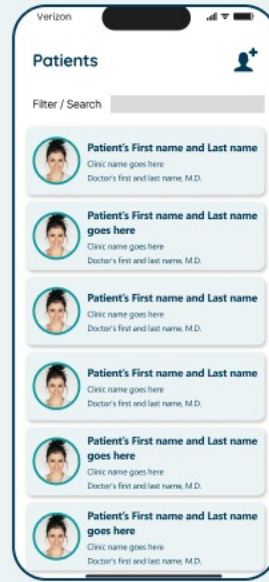 Verizon
Patients
Filter / Search
Patient's First name and Last name
Clinic name goes here
Doctor's first and last name, M.D.
Patient's First name and Last name
goes here
Clinic name goes here
Doctor's first and last name, M.D.
Patient's First name and Last name
Clinic name goes here
Doctor's first and last name, M.D.
Patient's First name and Last name
Clinic name goes here
Doctor's first and last name, M.D.
Patient's First name and Last name
goes here
Clinic name goes here
Doctor's first and last name, M.D.
Patient's First name and Last name
goes here
Clinic name goes here
Doctor's first and last name, M.D.